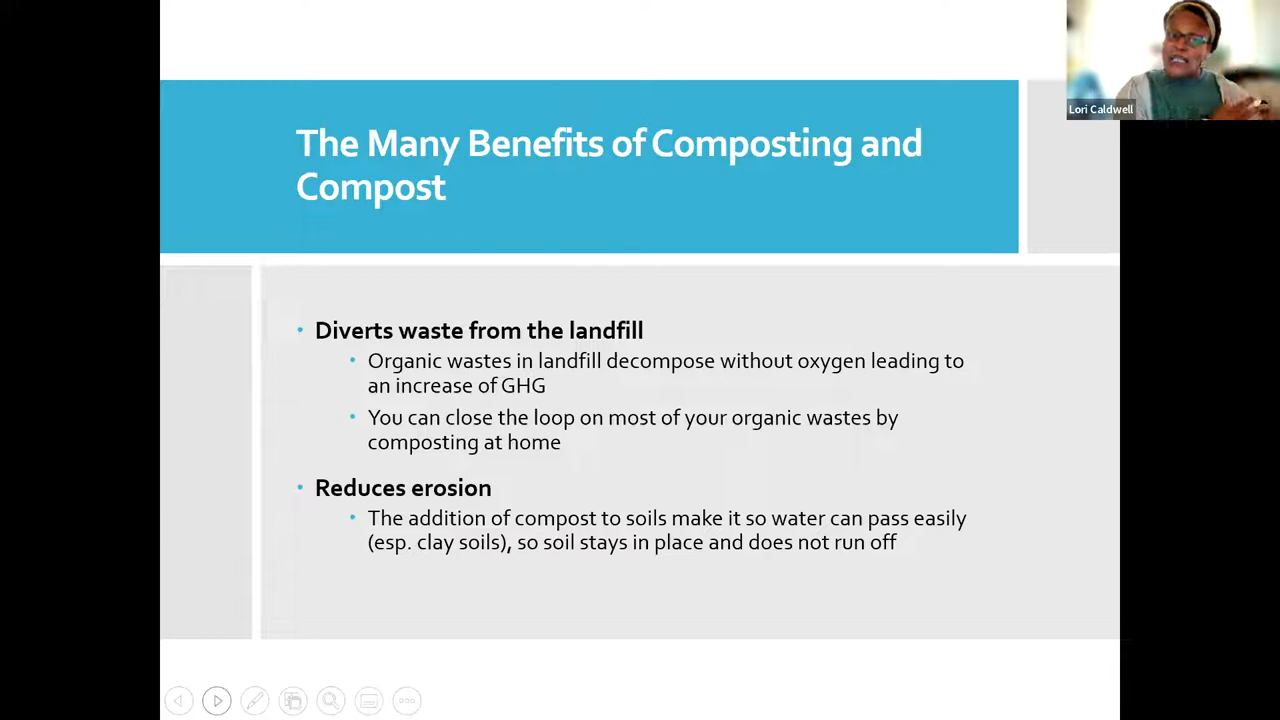 Lori Caldwell
The Many Benefits of Composting and
Compost
• Diverts waste from the landfill
• Organic wastes in landfill decompose without oxygen leading to
an increase of GHG
• You can close the loop on most of your organic wastes by
composting at home
• Reduces erosion
• The addition of compost to soils make it so water can pass easily
(esp. clay soils), so soil stays in place and does not run off